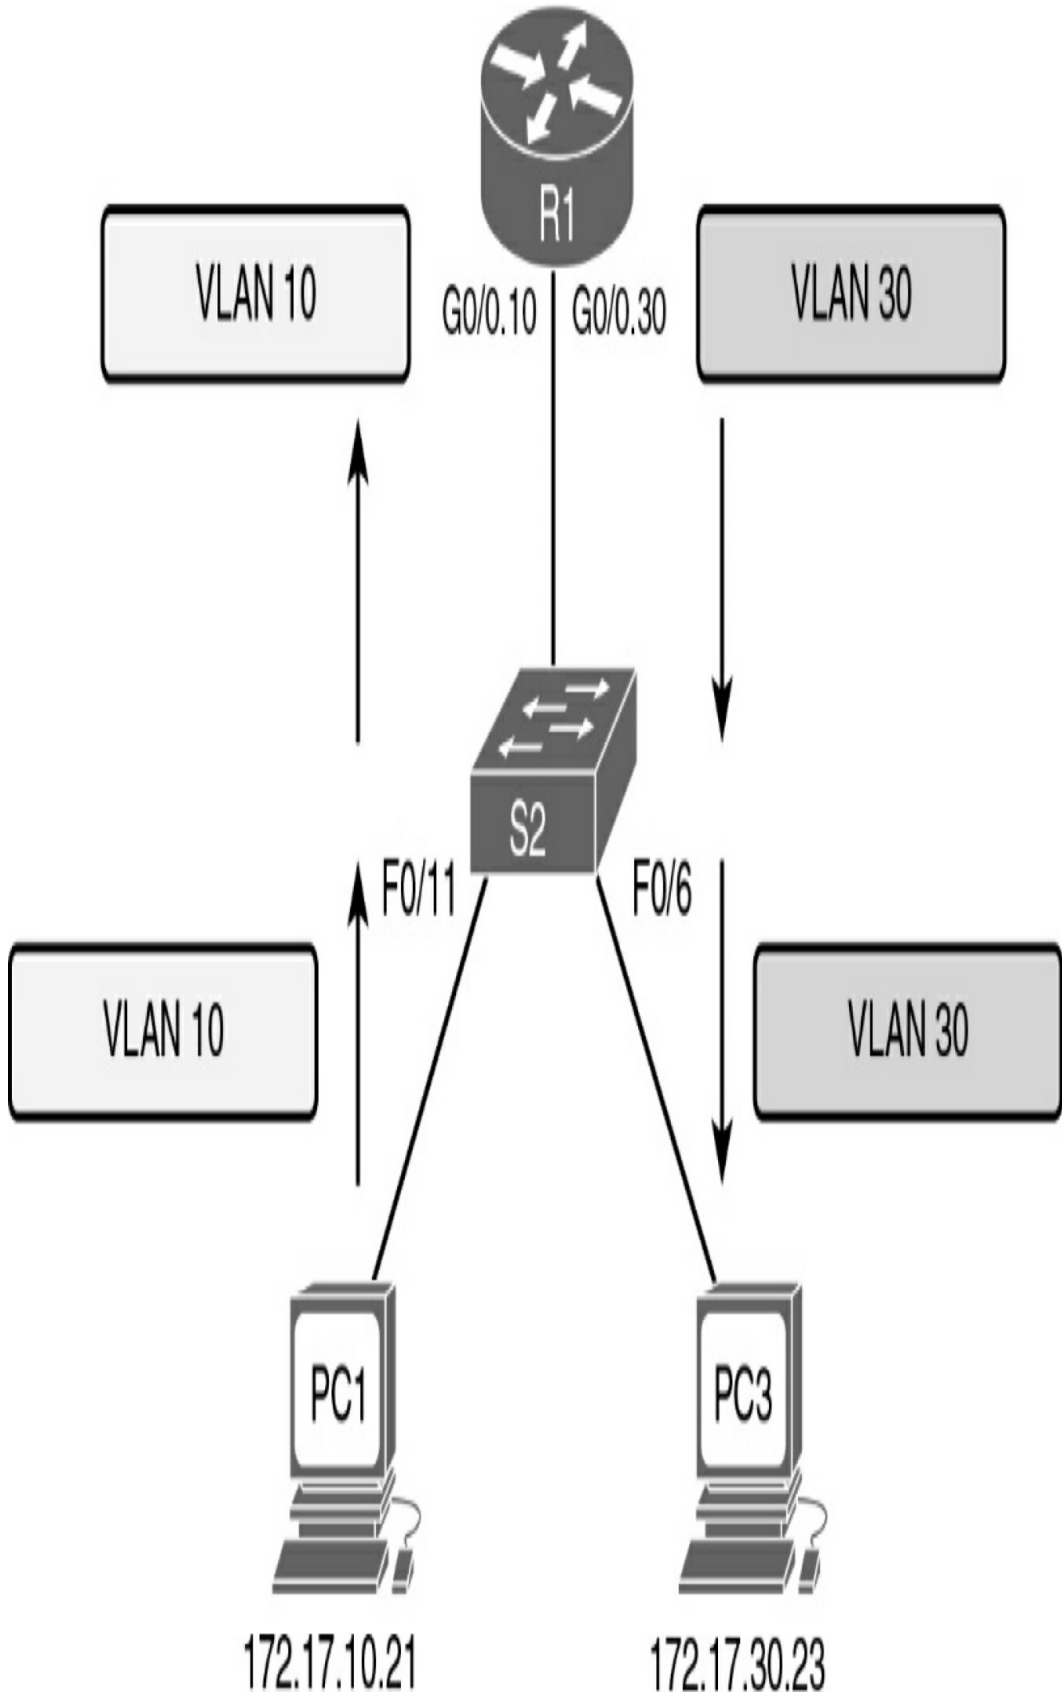 R1
VLAN 10
G0/0.10
G0/0.30
VLAN 30
S2
F0/11
F0/6
VLAN 10
VLAN 30
PC1
PC3
172.17.10.21
172.17.30.23